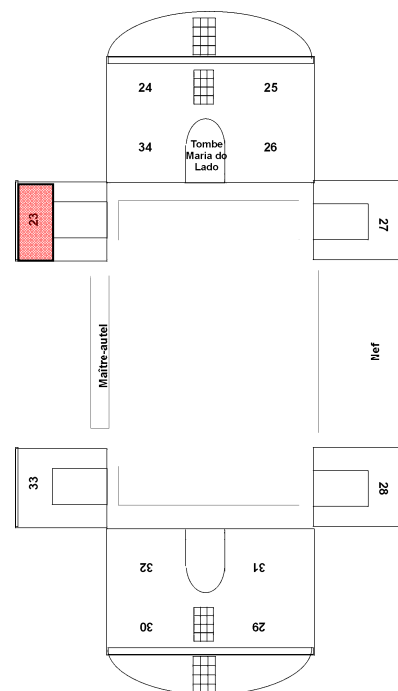 24 25
34 Tombe 26
Maria do
Lado
23 27
Maître-autel Nef
33 28
32 31
30 29